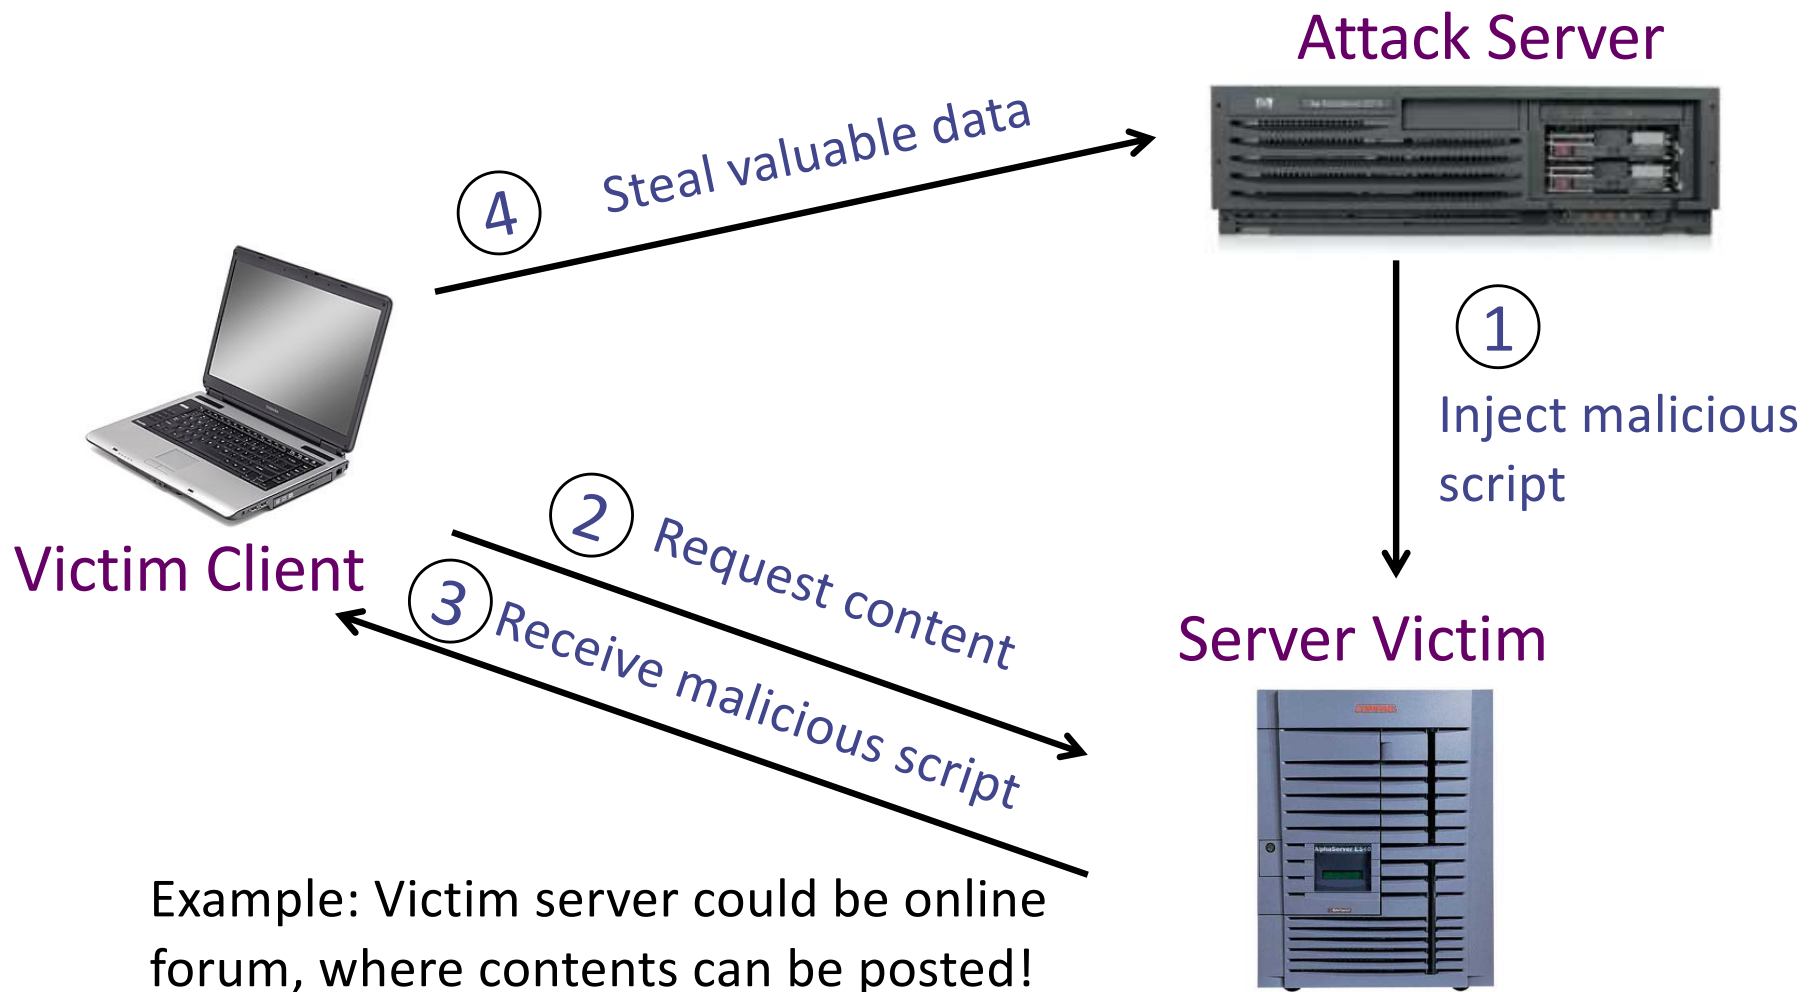 Attack Server
4
Steal valuable data
1
Inject malicious
script
Victim Client
2
Request content
3
Receive malicious script
Server Victim
Example: Victim server could be online
forum, where contents can be posted!